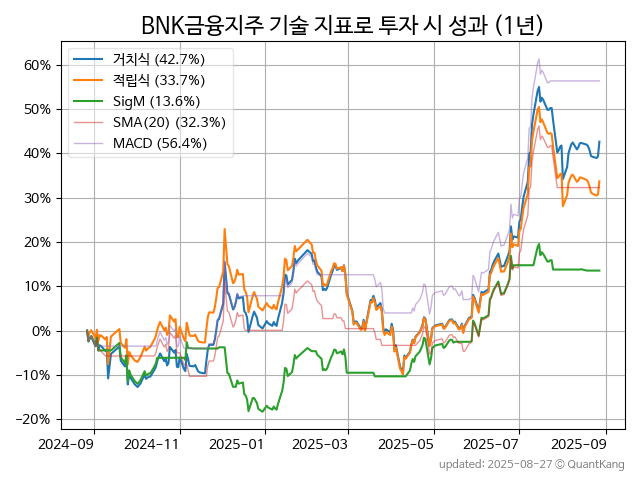 BNK금융지주 기술 지표로 투자 시 성과 (1년)
거치식 (42.7%)
적립식 (33.7%)
SigM (13.6%)
SMA(20) (32.3%)
MACD (56.4%)
60%
50%
40%
30%
20%
10%
0%
−10%
−20%
2024-09 2024-11 2025-01 2025-03 2025-05 2025-07 2025-09
updated: 2025-08-27 ⓒ QuantKang